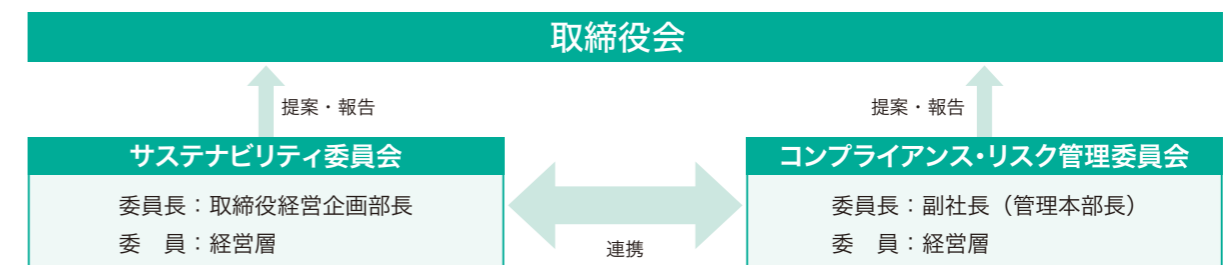 取締役会
提案・報告
提案・報告
サステナビリティ委員会
委員長：取締役経営企画部長
委　員：経営層
連携
コンプライアンス・リスク管理委員会
委員長：副社長（管理本部長）
委　員：経営層